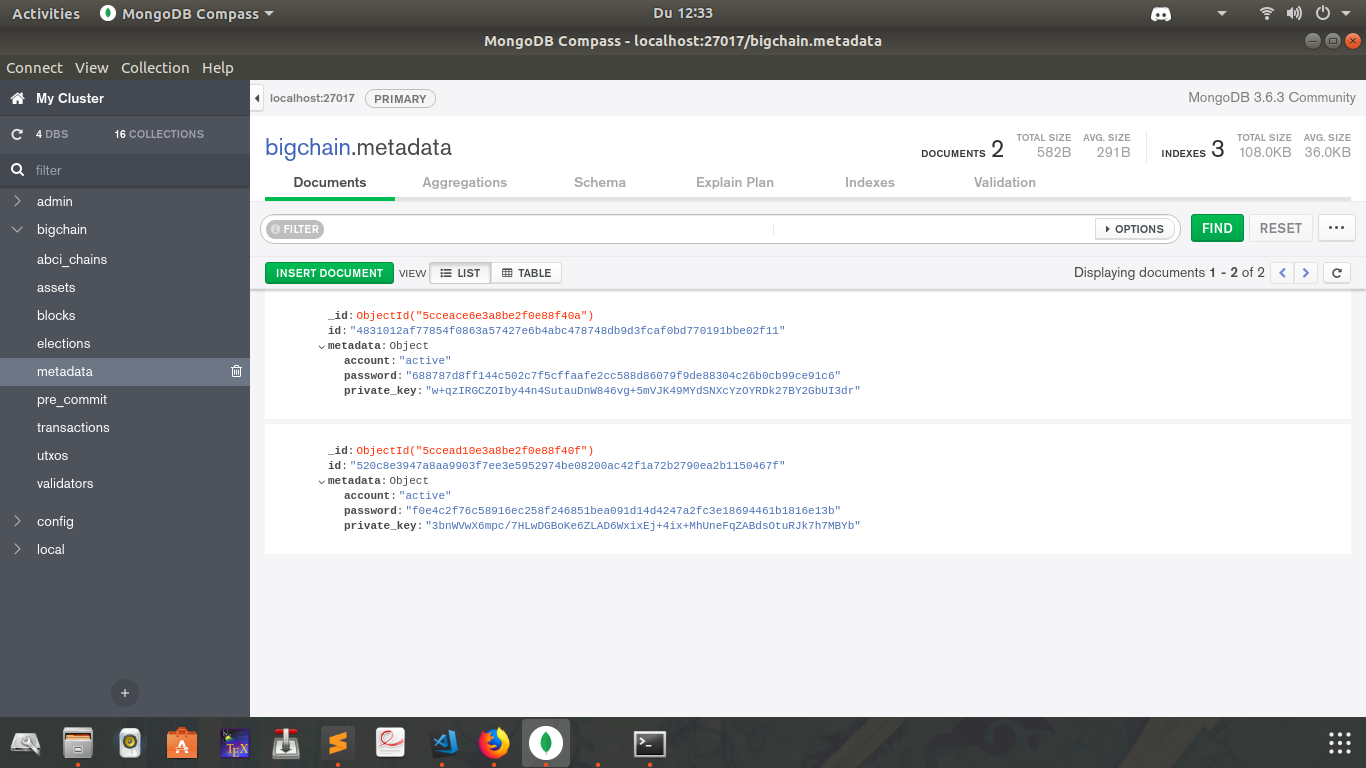 Activities MongoDB Compass Du 12:33
MongoDB Compass - localhost:27017/bigchain.metadata
Connect View Collection Help
My Cluster
4 DBS 16 COLLECTIONS
filter
admin
bigchain
abci_chains
assets
blocks
elections
metadata
pre_commit
transactions
utxos
validators
config
local
+
localhost:27017 PRIMARY MongoDB 3.6.3 Community
bigchain.metadata
DOCUMENTS 2 TOTAL SIZE 582B AVG. SIZE 291B INDEXES 3 TOTAL SIZE 108.0KB AVG. SIZE 36.0KB
Documents Aggregations Schema Explain Plan Indexes Validation
FILTER OPTIONS FIND RESET ...
INSERT DOCUMENT VIEW LIST TABLE Displaying documents 1 - 2 of 2
_id:ObjectId("5cceace6e3a8be2f0e88f40a")
id:"4831012af77854f0863a57427e6b4abc478748db9d3fcaf0bd770191bbe02f11"
metadata:Object
account:"active"
password:"688787d8ff144c502c7f5cffaafe2cc588d86079f9de88304c26b0cb99ce91c6"
private_key:"w+qzIRGCZOIby44n4SutauDnW846vg+5mVJK49MYdSNXcYzOYRDk27BY2GbUI3dr"
_id:ObjectId("5ccead10e3a8be2f0e88f40f")
id:"520c8e3947a8aa9903f7ee3e5952974be08200ac42f1a72b2790ea2b1150467f"
metadata:Object
account:"active"
password:"f0e4c2f76c58916ec258f246851bea091d14d4247a2fc3e18694461b1816e13b"
private_key:"3bnWVwX6mpc/7HLwDGBoKe6ZLAD6WxixEj+4ix+MhUneFqZABdsOtuRJk7h7MBYb"
TEX